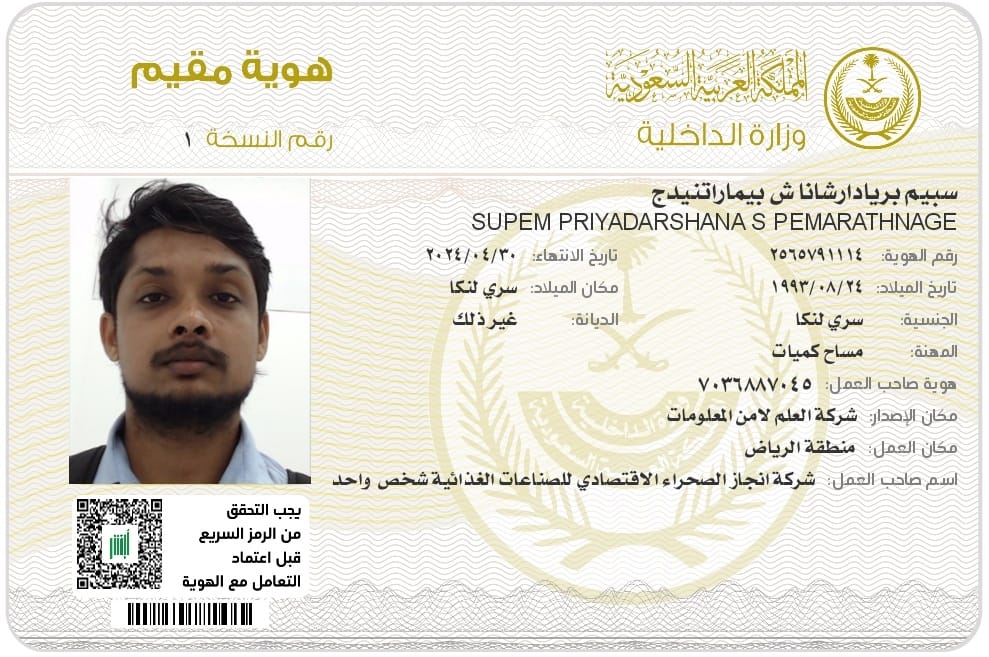 المملكة العربية السعودية
وزارة الداخلية
هوية مقيم
رقم النسخة ١
سبيم بريادارشانا ش بيماراتنيدج
SUPEM PRIYADARSHANA S PEMARATHNAGE
رقم الهوية: ٢٥٦٥٧٩١١١٤ تاريخ الانتهاء: ٢٠٢٤/٠٤/٣٠
تاريخ الميلاد: ١٩٩٣/٠٨/٢٤ مكان الميلاد: سري لنكا
الجنسية: سري لنكا الديانة: غير ذلك
المهنة: مساح كميات
هوية صاحب العمل: ٧٠٣٦٨٨٧٠٤٥
مكان الإصدار: شركة العلم لامن المعلومات
مكان العمل: منطقة الرياض
اسم صاحب العمل: شركة انجاز الصحراء الاقتصادي للصناعات الغذائية شخص واحد
يجب التحقق
من الرمز السريع
قبل اعتماد
التعامل مع الهوية
أبشر